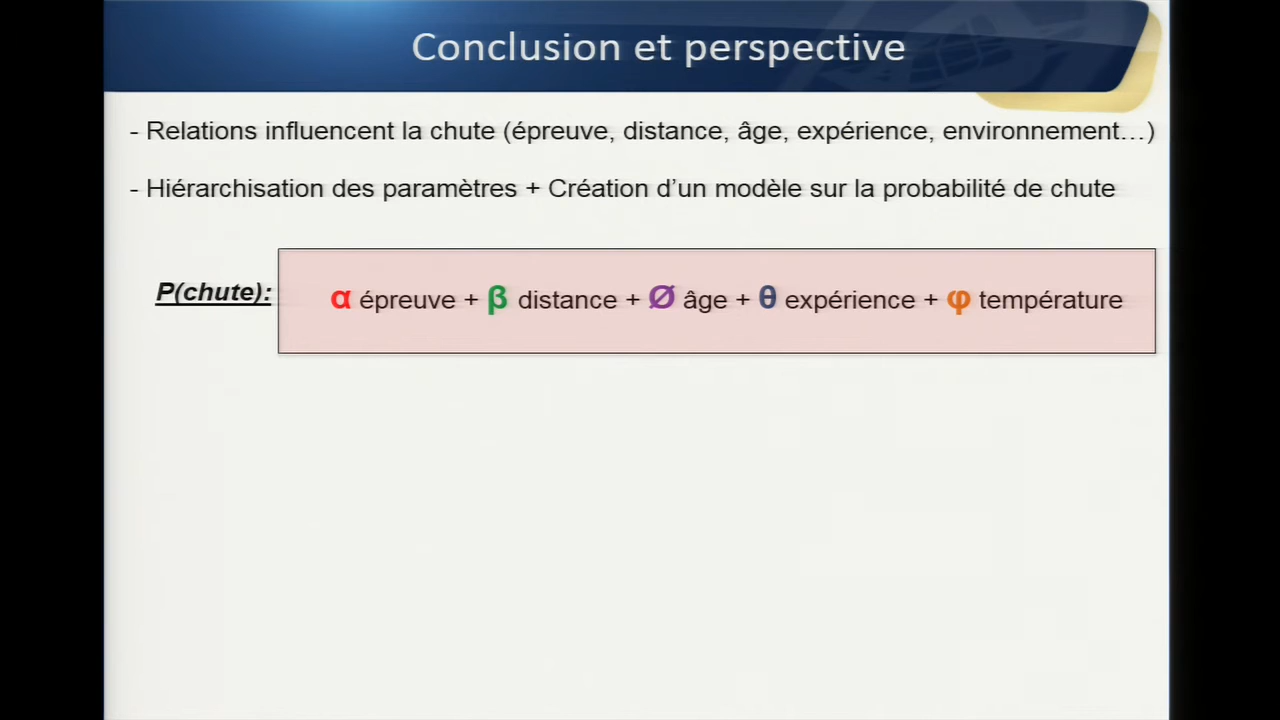 Conclusion et perspective
- Relations influencent la chute (épreuve, distance, âge, expérience, environnement…)
- Hiérarchisation des paramètres + Création d’un modèle sur la probabilité de chute
P(chute): α épreuve + β distance + Ø âge + θ expérience + φ température